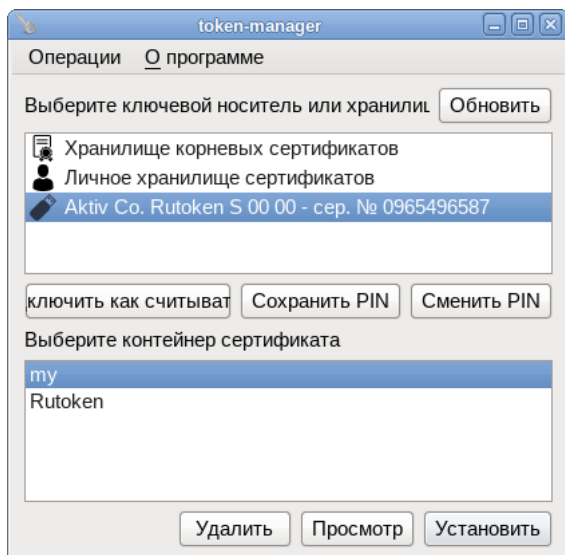 token-manager
Операции О программе
Выберите ключевой носитель или хранилищ Обновить
Хранилище корневых сертификатов
Личное хранилище сертификатов
Aktiv Co. Rutoken S 00 00 - сер. № 0965496587
ключить как считыват Сохранить PIN Сменить PIN
Выберите контейнер сертификата
my
Rutoken
Удалить Просмотр Установить